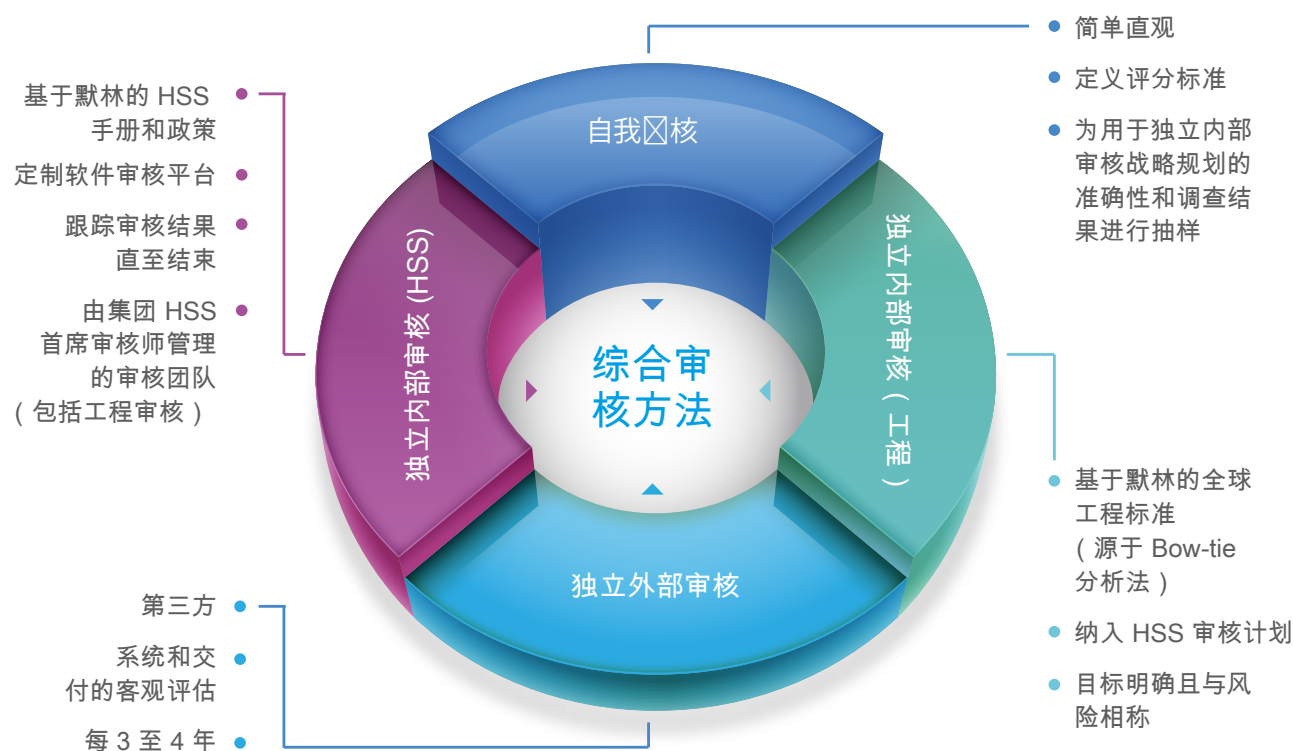 简单直观
定义评分标准
为用于独立内部
审核战略规划的
准确性和调查结
果进行抽样
基于默林的 HSS
手册和政策
定制软件审核平台
跟踪审核结果
直至结束
由集团 HSS
首席审核师管理
的审核团队
（包括工程审核）
自我☒核
独立内部审核 (HSS)
独立内部审核（工程）
综合审
核方法
独立外部审核
基于默林的全球
工程标准
（源于 Bow-tie
分析法）
纳入 HSS 审核计划
目标明确且与风
险相称
第三方
系统和交
付的客观评估
每 3 至 4 年